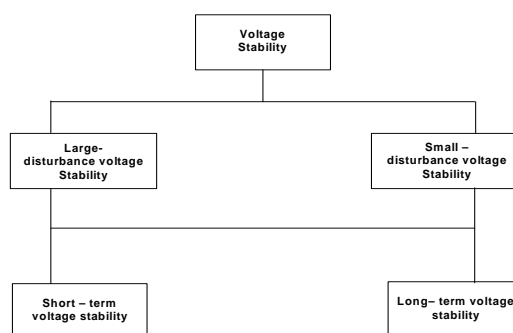 Voltage
Stability
Large-
disturbance voltage
Stability
Small –
disturbance voltage
Stability
Short – term
voltage stability
Long– term voltage
stability